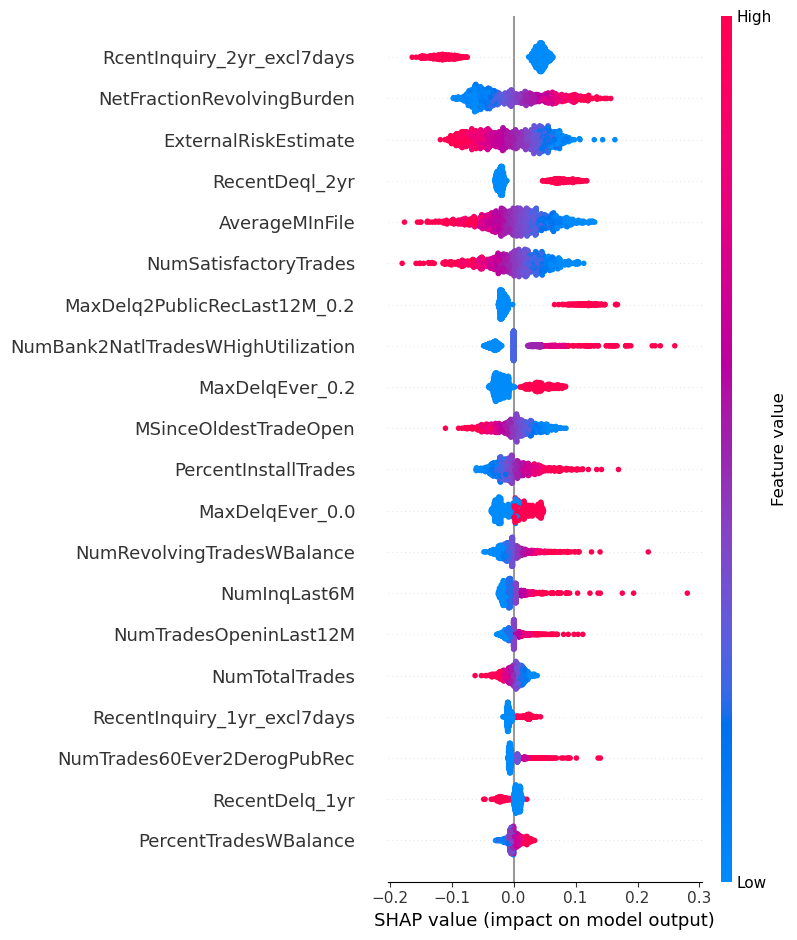 High
RcentInquiry_2yr_excl7days
NetFractionRevolvingBurden
ExternalRiskEstimate
RecentDeql_2yr
AverageMInFile
NumSatisfactoryTrades
MaxDelq2PublicRecLast12M_0.2
NumBank2NatlTradesWHighUtilization
MaxDelqEver_0.2
MSinceOldestTradeOpen
PercentInstallTrades
MaxDelqEver_0.0
NumRevolvingTradesWBalance
NumInqLast6M
NumTradesOpeninLast12M
NumTotalTrades
RecentInquiry_1yr_excl7days
NumTrades60Ever2DerogPubRec
RecentDelq_1yr
PercentTradesWBalance
Feature value
Low
−0.2 −0.1 0.0 0.1 0.2 0.3
SHAP value (impact on model output)